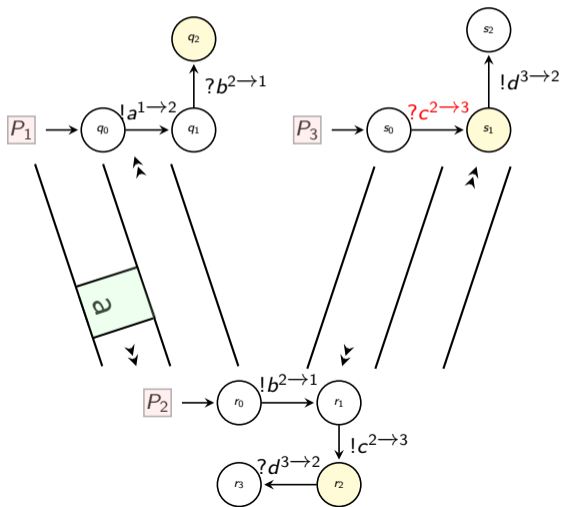 q₂
s₂
?b²→¹
!d³→²
!a¹→²
?c²→³
P₁
q₀
q₁
P₃
s₀
s₁
a
!b²→¹
P₂
r₀
r₁
!c²→³
?d³→²
r₃
r₂